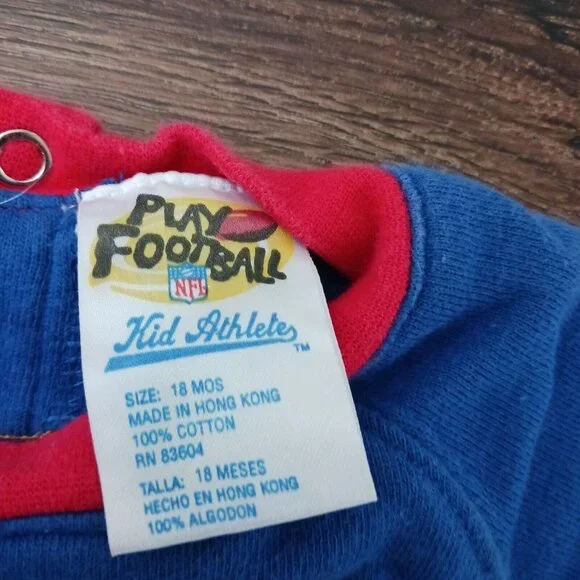 PLAY
FOOTBALL
NFL
Kid Athlete
TM
SIZE: 18 MOS
MADE IN HONG KONG
100% COTTON
RN 83604
TALLA: 18 MESES
HECHO EN HONG KONG
100% ALGODON